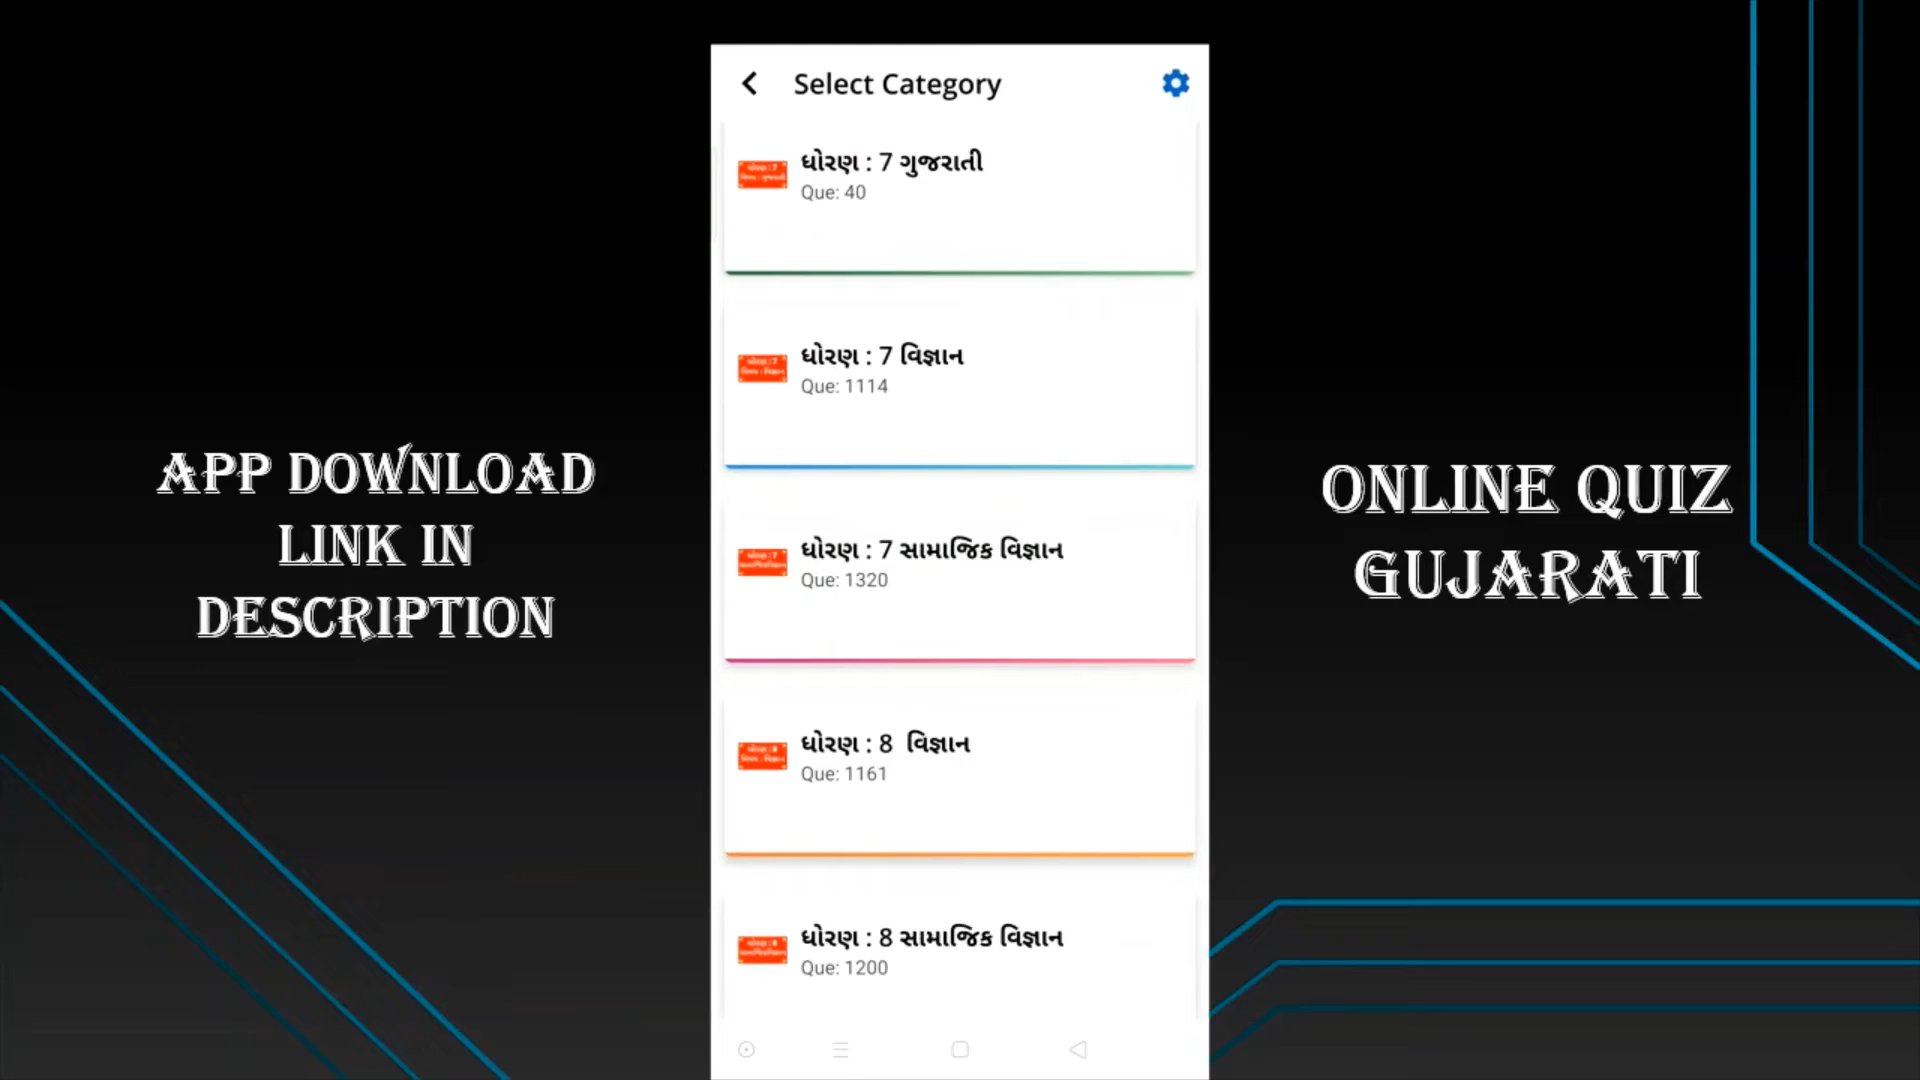 APP DOWNLOAD
LINK IN
DESCRIPTION
Select Category
ધોરણ : 7 ગુજરાતી
Que: 40
ધોરણ : 7 વિજ્ઞાન
Que: 1114
ધોરણ : 7 સામાજિક વિજ્ઞાન
Que: 1320
ધોરણ : 8 વિજ્ઞાન
Que: 1161
ધોરણ : 8 સામાજિક વિજ્ઞાન
Que: 1200
ONLINE QUIZ
GUJARATI